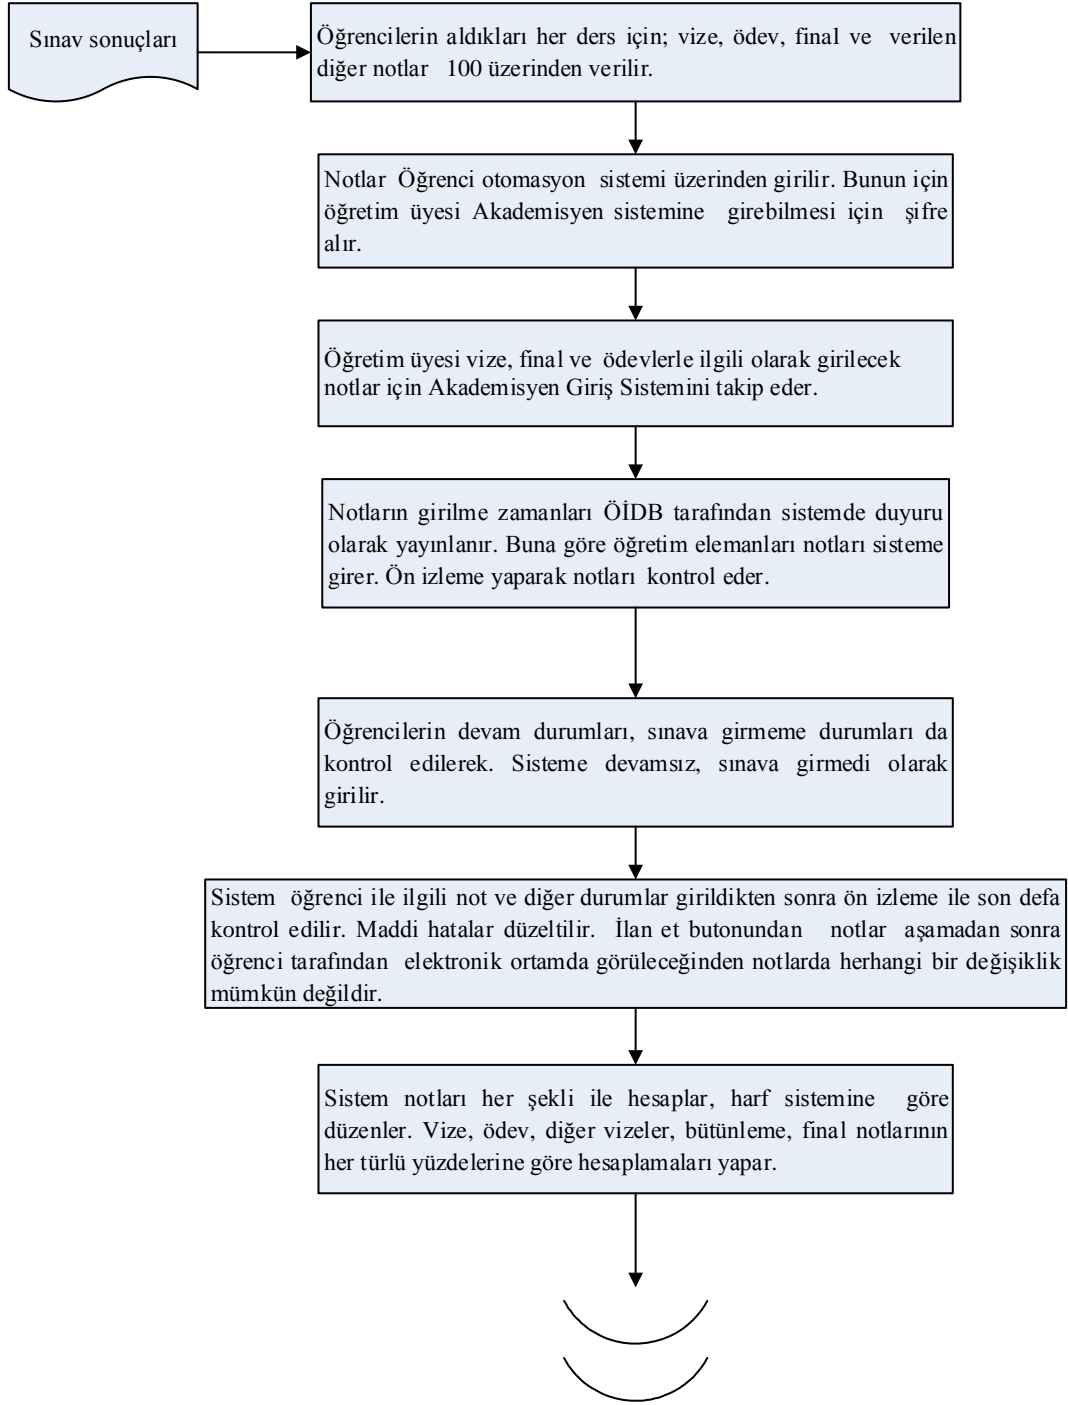 Sınav sonuçları
Öğrencilerin aldıkları her ders için; vize, ödev, final ve verilen
diğer notlar 100 üzerinden verilir.
Notlar Öğrenci otomasyon sistemi üzerinden girilir. Bunun için
öğretim üyesi Akademisyen sistemine girebilmesi için şifre
alır.
Öğretim üyesi vize, final ve ödevlerle ilgili olarak girilecek
notlar için Akademisyen Giriş Sistemini takip eder.
Notların girilme zamanları ÖİDB tarafından sistemde duyuru
olarak yayınlanır. Buna göre öğretim elemanları notları sisteme
girer. Ön izleme yaparak notları kontrol eder.
Öğrencilerin devam durumları, sınava girmeme durumları da
kontrol edilerek. Sisteme devamsız, sınava girmedi olarak
girilir.
Sistem öğrenci ile ilgili not ve diğer durumlar girildikten sonra ön izleme ile son defa
kontrol edilir. Maddi hatalar düzeltilir. İlan et butonundan notlar aşamadan sonra
öğrenci tarafından elektronik ortamda görüleceğinden notlarda herhangi bir değişiklik
mümkün değildir.
Sistem notları her şekli ile hesaplar, harf sistemine göre
düzenler. Vize, ödev, diğer vizeler, bütünleme, final notlarının
her türlü yüzdelerine göre hesaplamaları yapar.